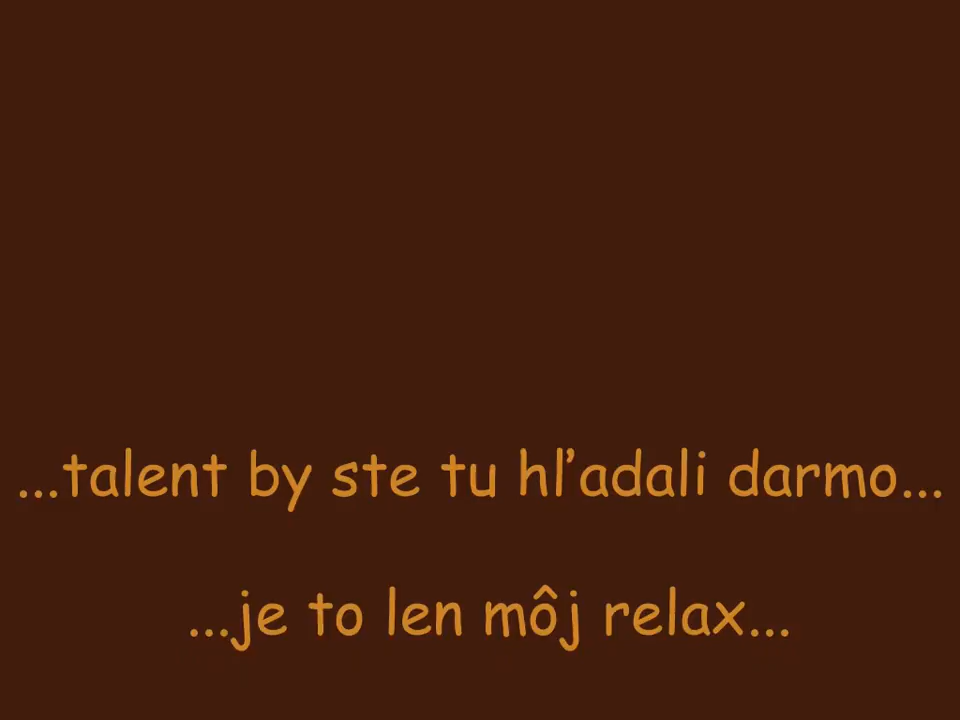 ...talent by ste tu hľadali darmo...
...je to len môj relax...